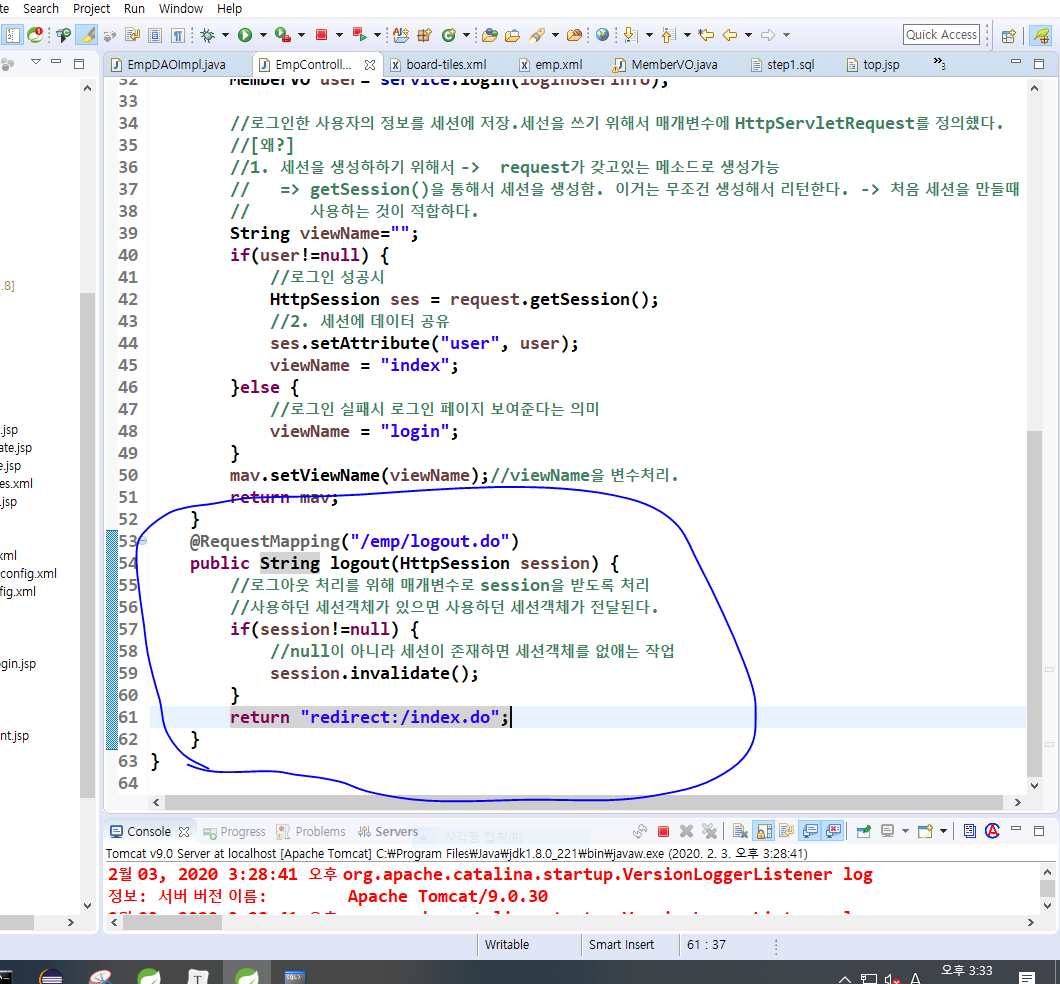 te Search Project Run Window Help
Quick Access
EmpDAOImpl.java EmpControll... board-tiles.xml emp.xml MemberVO.java step1.sql top.jsp »3
32 MemberVO user= service.login(loginUserInfo);
33
34 //로그인한 사용자의 정보를 세션에 저장.세션을 쓰기 위해서 매개변수에 HttpServletRequest를 정의했다.
35 //[왜?]
36 //1. 세션을 생성하하기 위해서 -> request가 갖고있는 메소드로 생성가능
37 // => getSession()을 통해서 세션을 생성함. 이거는 무조건 생성해서 리턴한다. -> 처음 세션을 만들때
38 // 사용하는 것이 적합하다.
39 String viewName="";
40 if(user!=null) {
41 //로그인 성공시
42 HttpSession ses = request.getSession();
43 //2. 세션에 데이터 공유
44 ses.setAttribute("user", user);
45 viewName = "index";
46 }else {
47 //로그인 실패시 로그인 페이지 보여준다는 의미
48 viewName = "login";
49 }
50 mav.setViewName(viewName);//viewName을 변수처리.
51 return mav;
52 }
53 @RequestMapping("/emp/logout.do")
54 public String logout(HttpSession session) {
55 //로그아웃 처리를 위해 매개변수로 session을 받도록 처리
56 //사용하던 세션객체가 있으면 사용하던 세션객체가 전달된다.
57 if(session!=null) {
58 //null이 아니라 세션이 존재하면 세션객체를 없애는 작업
59 session.invalidate();
60 }
61 return "redirect:/index.do";
62 }
63 }
64
.8]
.jsp
ate.jsp
e.jsp
es.xml
.jsp
xml
config.xml
fig.xml
gin.jsp
nt.jsp
Console Progress Problems Servers
Tomcat v9.0 Server at localhost [Apache Tomcat] C:₩Program Files₩Java₩jdk1.8.0_221₩bin₩javaw.exe (2020. 2. 3. 오후 3:28:41)
2월 03, 2020 3:28:41 오후 org.apache.catalina.startup.VersionLoggerListener log
정보: 서버 버전 이름: Apache Tomcat/9.0.30
Writable Smart Insert 61 : 37
T SQL> A 오후 3:33